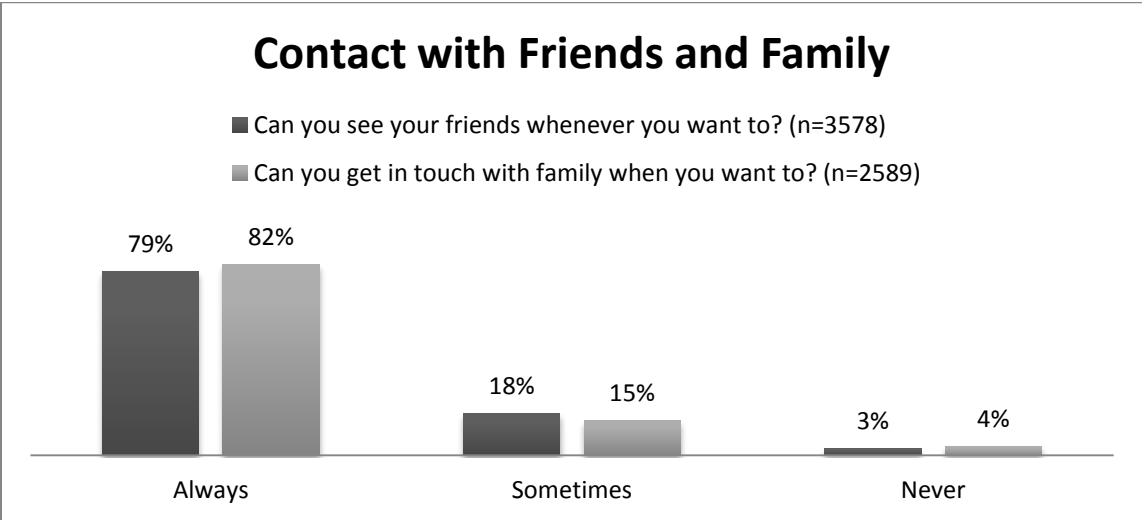 Contact with Friends and Family
Can you see your friends whenever you want to? (n=3578)
Can you get in touch with family when you want to? (n=2589)
79%
82%
18%
15%
3%
4%
Always
Sometimes
Never